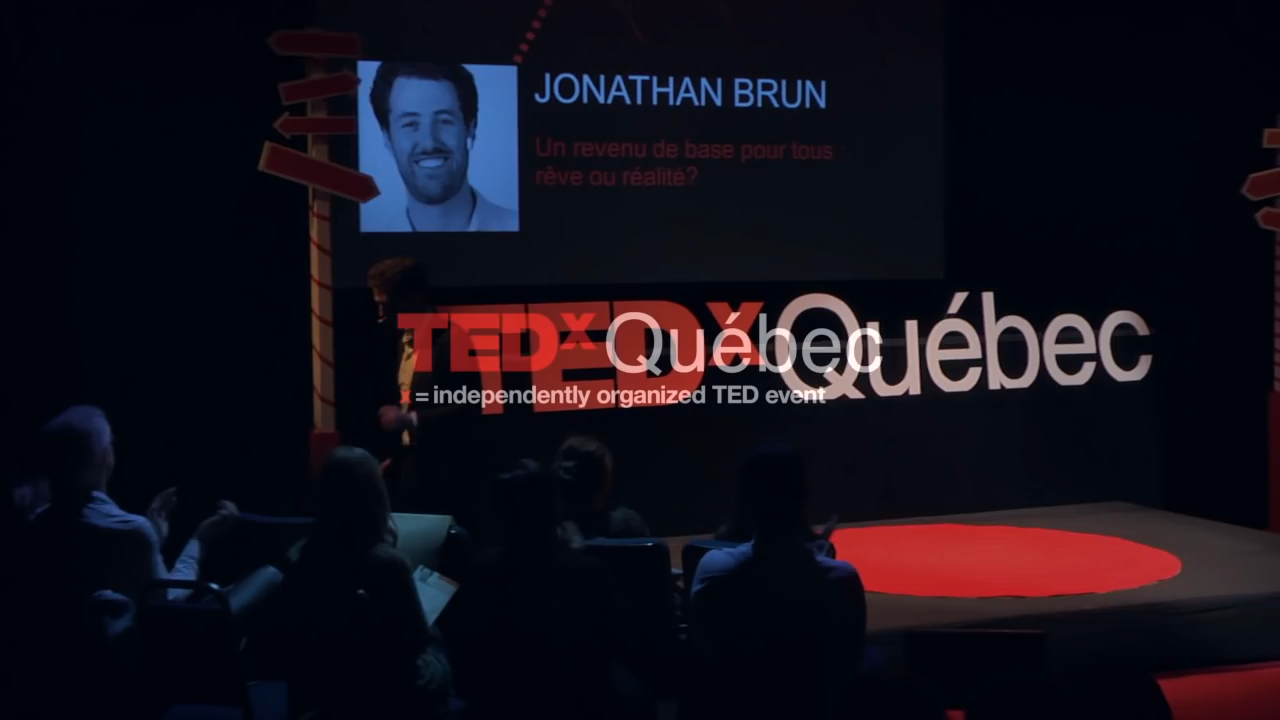 JONATHAN BRUN
Un revenu de base pour tous :
rêve ou réalité?
TEDxQuébec
TEDxQuébec
x = independently organized TED event